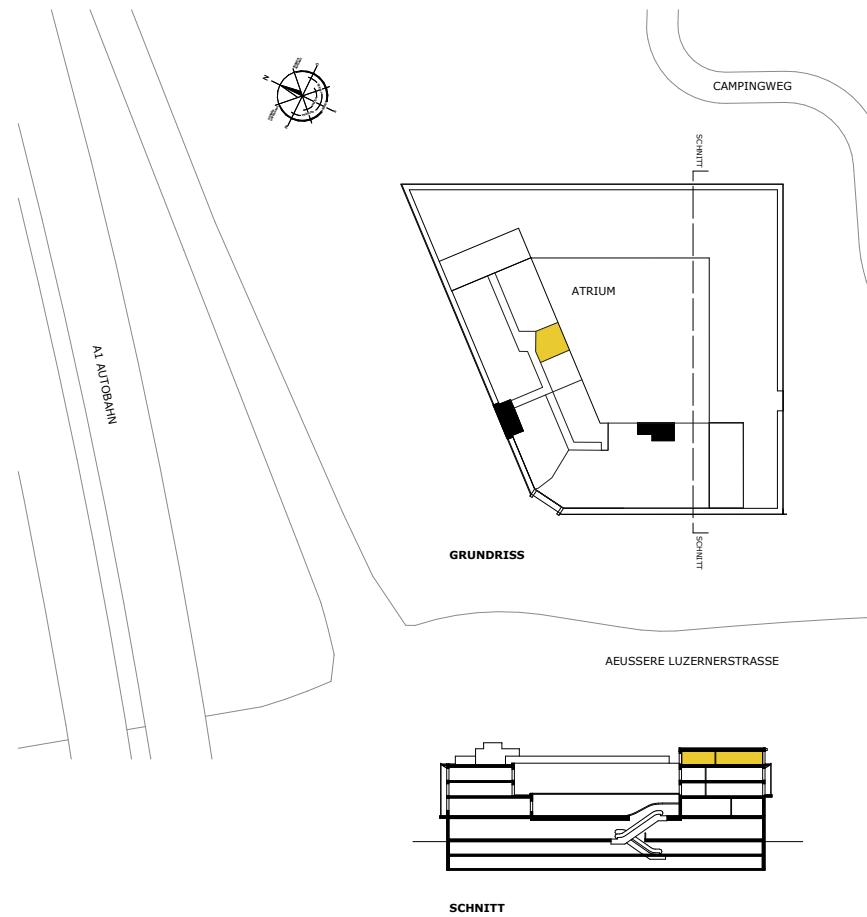 CAMPINGWEG
SCHNITT
N
ATRIUM
A1 AUTOBAHN
SCHNITT
GRUNDRISS
AEUSSERE LUZERNERSTRASSE
SCHNITT